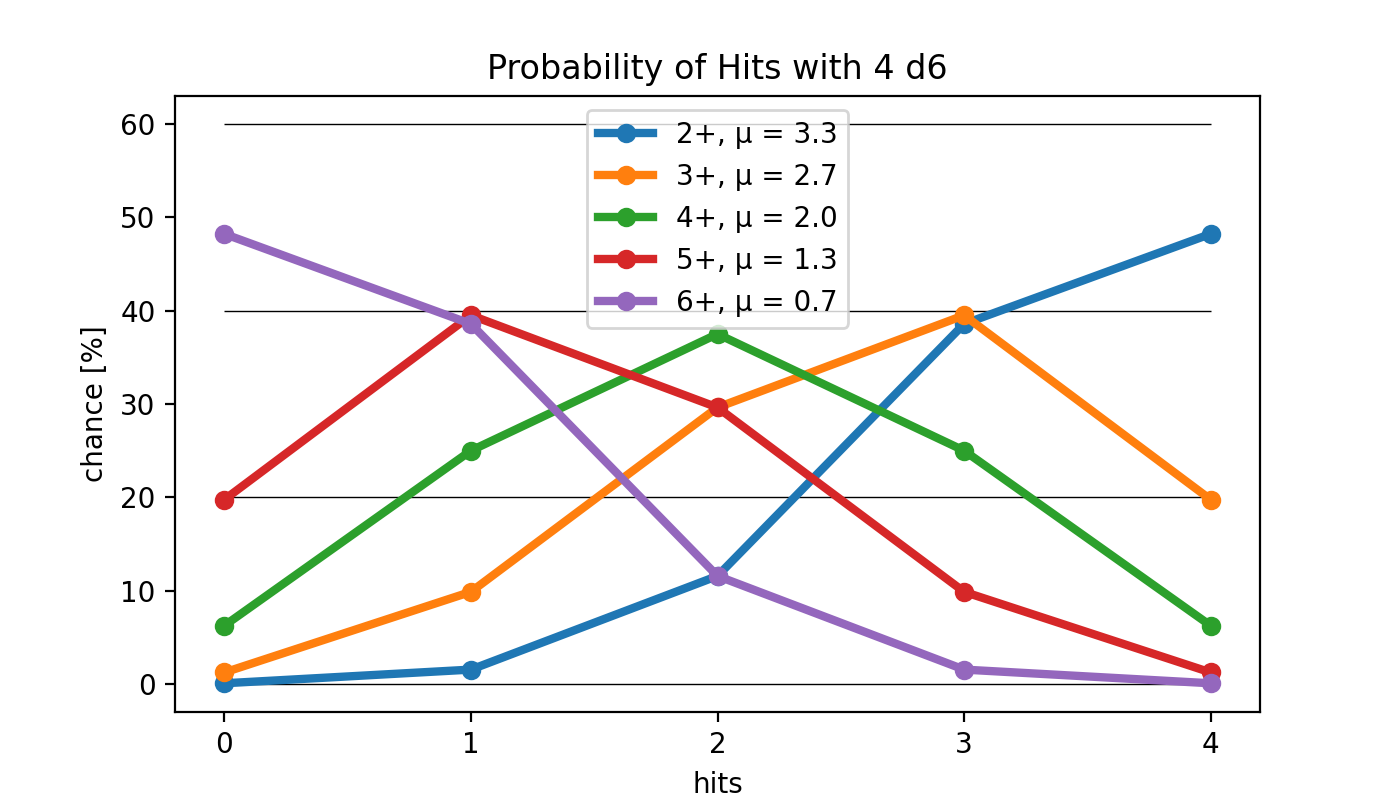 Probability of Hits with 4 d6
60
50
40
30
20
10
0
chance [%]
2+, μ = 3.3
3+, μ = 2.7
4+, μ = 2.0
5+, μ = 1.3
6+, μ = 0.7
0 1 2 3 4
hits